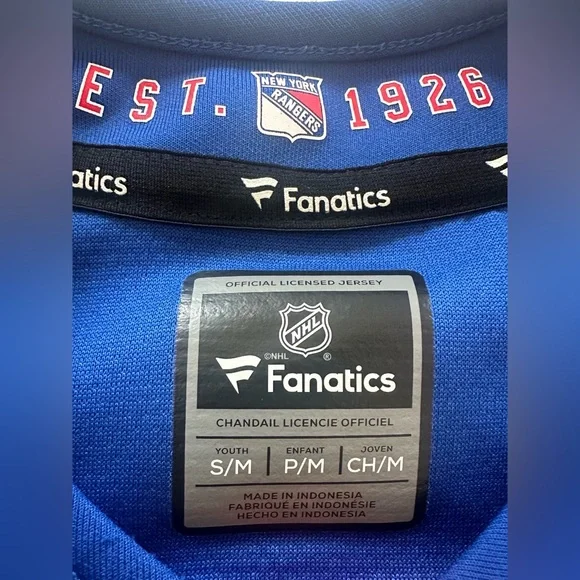 EST. NEW YORK RANGERS 1926
atics Fanatics
OFFICIAL LICENSED JERSEY
NHL
©NHL ®
Fanatics
CHANDAIL LICENCIE OFFICIEL
YOUTH ENFANT JOVEN
S/M P/M CH/M
MADE IN INDONESIA
FABRIQUÉ EN INDONÉSIE
HECHO EN INDONESIA